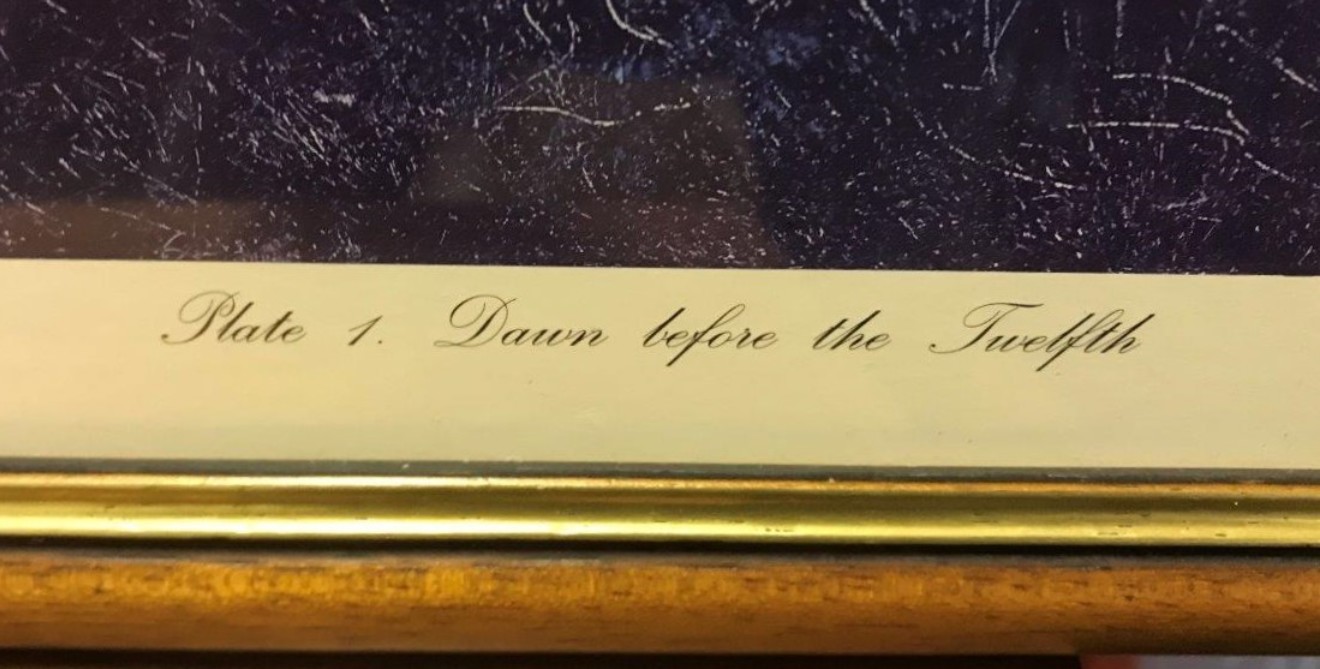 Plate 1. Dawn before the Twelfth